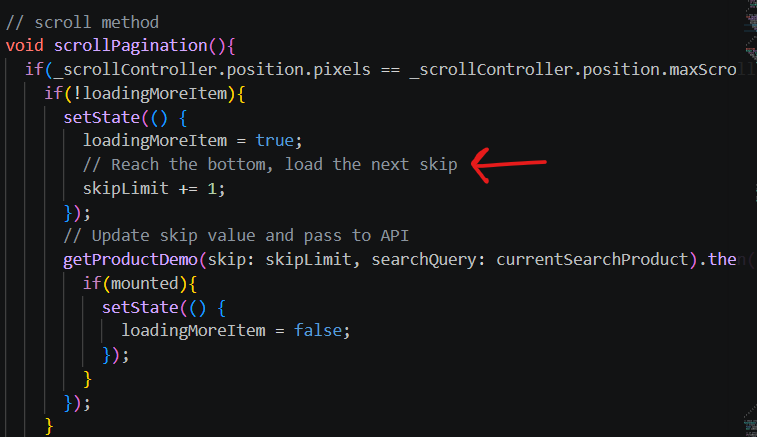 // scroll method
void scrollPagination(){
if(_scrollController.position.pixels == _scrollController.position.maxScroll
if(!loadingMoreItem){
setState(() {
loadingMoreItem = true;
// Reach the bottom, load the next skip
skipLimit += 1;
});
// Update skip value and pass to API
getProductDemo(skip: skipLimit, searchQuery: currentSearchProduct).then(
if(mounted){
setState(() {
loadingMoreItem = false;
});
}
});
}